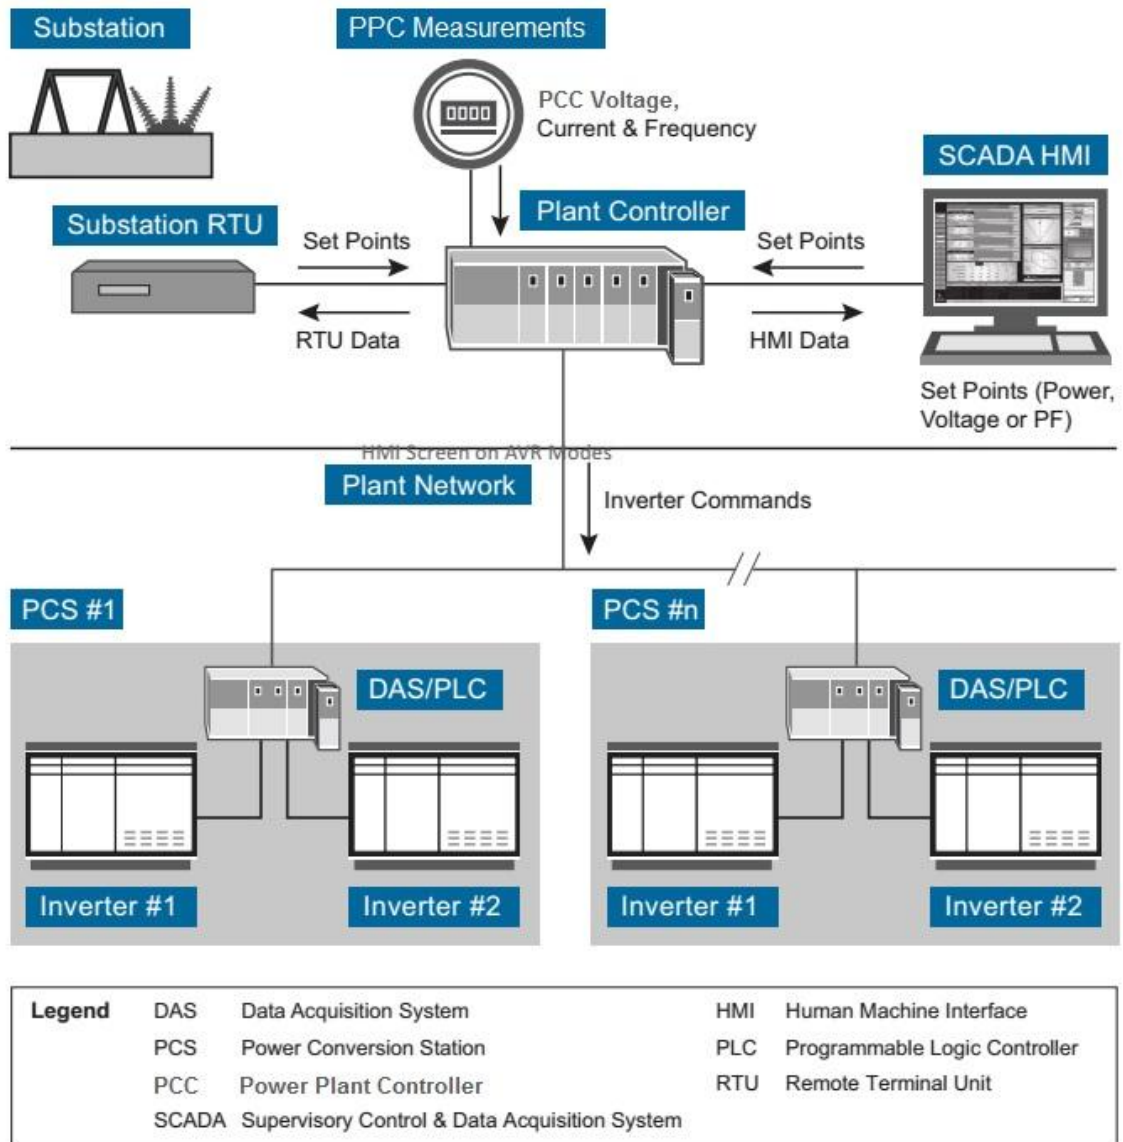 Substation
PPC Measurements
PCC Voltage,
Current & Frequency
SCADA HMI
Substation RTU
Plant Controller
Set Points
Set Points
RTU Data
HMI Data
Set Points (Power,
Voltage or PF)
HMI Screen on AVR Modes
Plant Network
Inverter Commands
PCS #1
PCS #n
DAS/PLC
DAS/PLC
Inverter #1
Inverter #2
Inverter #1
Inverter #2
Legend DAS Data Acquisition System HMI Human Machine Interface
PCS Power Conversion Station PLC Programmable Logic Controller
PCC Power Plant Controller RTU Remote Terminal Unit
SCADA Supervisory Control & Data Acquisition System